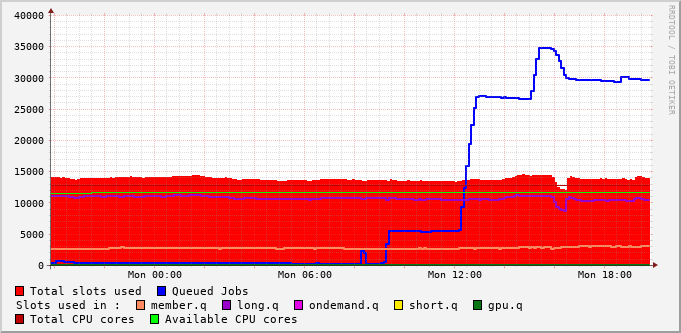 40000
35000
30000
25000
20000
15000
10000
5000
0
Mon 00:00 Mon 06:00 Mon 12:00 Mon 18:00
RRDTOOL / TOBI OETIKER
Total slots used Queued Jobs
Slots used in : member.q long.q ondemand.q short.q gpu.q
Total CPU cores Available CPU cores